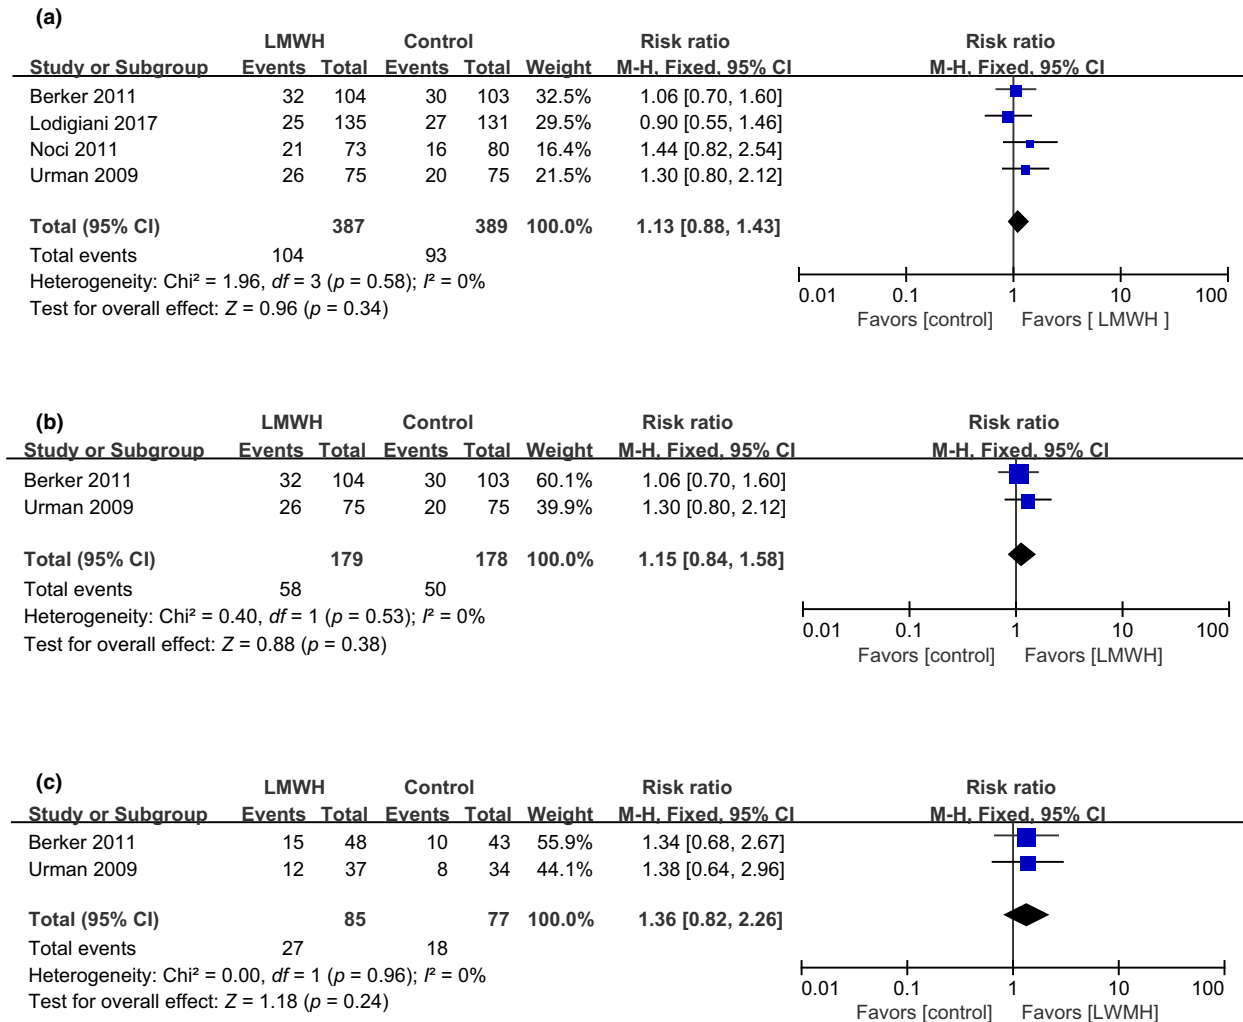 (a)
LMWH Control Risk ratio Risk ratio
Study or Subgroup Events Total Events Total Weight M-H, Fixed, 95% CI M-H, Fixed, 95% CI
Berker 2011 32 104 30 103 32.5% 1.06 [0.70, 1.60]
Lodigiani 2017 25 135 27 131 29.5% 0.90 [0.55, 1.46]
Noci 2011 21 73 16 80 16.4% 1.44 [0.82, 2.54]
Urman 2009 26 75 20 75 21.5% 1.30 [0.80, 2.12]
Total (95% CI) 387 389 100.0% 1.13 [0.88, 1.43]
Total events 104 93
Heterogeneity: Chi² = 1.96, df = 3 (p = 0.58); I² = 0%
Test for overall effect: Z = 0.96 (p = 0.34)
0.01 0.1 1 10 100
Favors [control] Favors [ LMWH ]
(b)
LMWH Control Risk ratio Risk ratio
Study or Subgroup Events Total Events Total Weight M-H, Fixed, 95% CI M-H, Fixed, 95% CI
Berker 2011 32 104 30 103 60.1% 1.06 [0.70, 1.60]
Urman 2009 26 75 20 75 39.9% 1.30 [0.80, 2.12]
Total (95% CI) 179 178 100.0% 1.15 [0.84, 1.58]
Total events 58 50
Heterogeneity: Chi² = 0.40, df = 1 (p = 0.53); I² = 0%
Test for overall effect: Z = 0.88 (p = 0.38)
0.01 0.1 1 10 100
Favors [control] Favors [LMWH]
(c)
LMWH Control Risk ratio Risk ratio
Study or Subgroup Events Total Events Total Weight M-H, Fixed, 95% CI M-H, Fixed, 95% CI
Berker 2011 15 48 10 43 55.9% 1.34 [0.68, 2.67]
Urman 2009 12 37 8 34 44.1% 1.38 [0.64, 2.96]
Total (95% CI) 85 77 100.0% 1.36 [0.82, 2.26]
Total events 27 18
Heterogeneity: Chi² = 0.00, df = 1 (p = 0.96); I² = 0%
Test for overall effect: Z = 1.18 (p = 0.24)
0.01 0.1 1 10 100
Favors [control] Favors [LWMH]